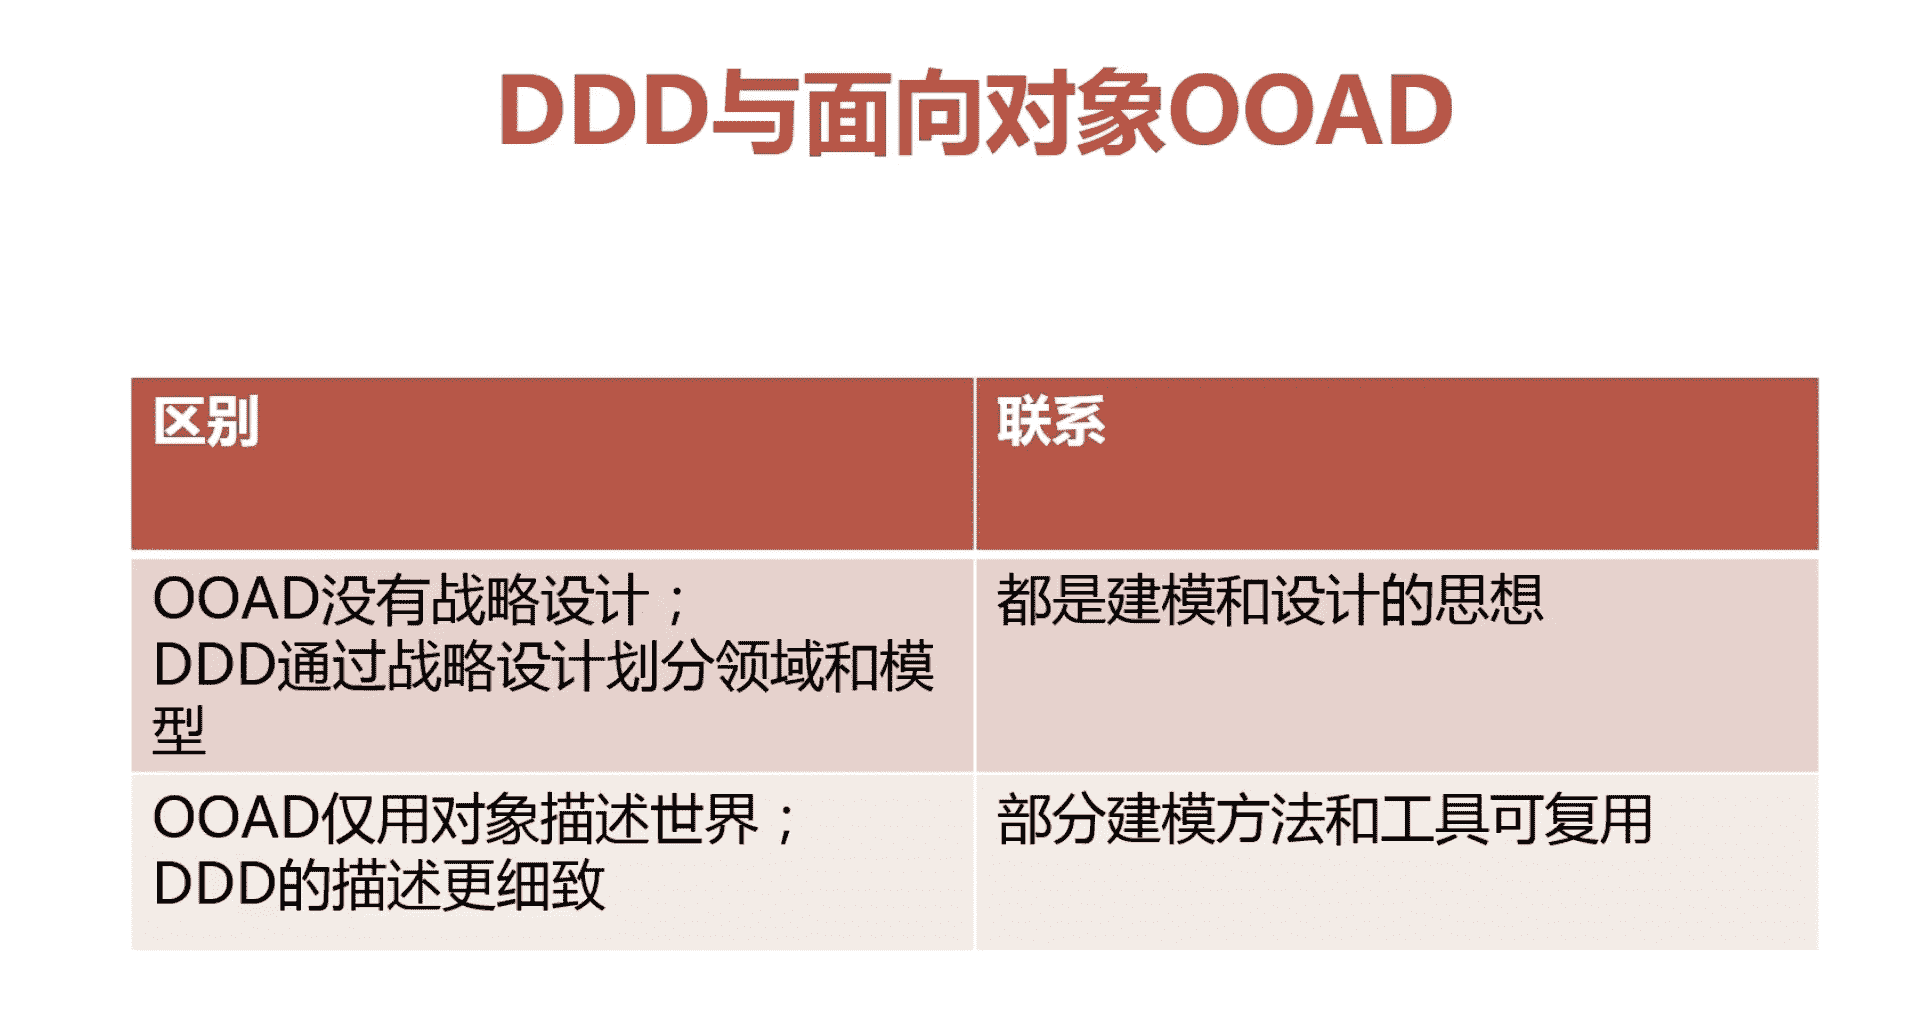 DDD与面向对象OOAD
区别
联系
OOAD没有战略设计；
DDD通过战略设计划分领域和模
型
都是建模和设计的思想
OOAD仅用对象描述世界；
DDD的描述更细致
部分建模方法和工具可复用